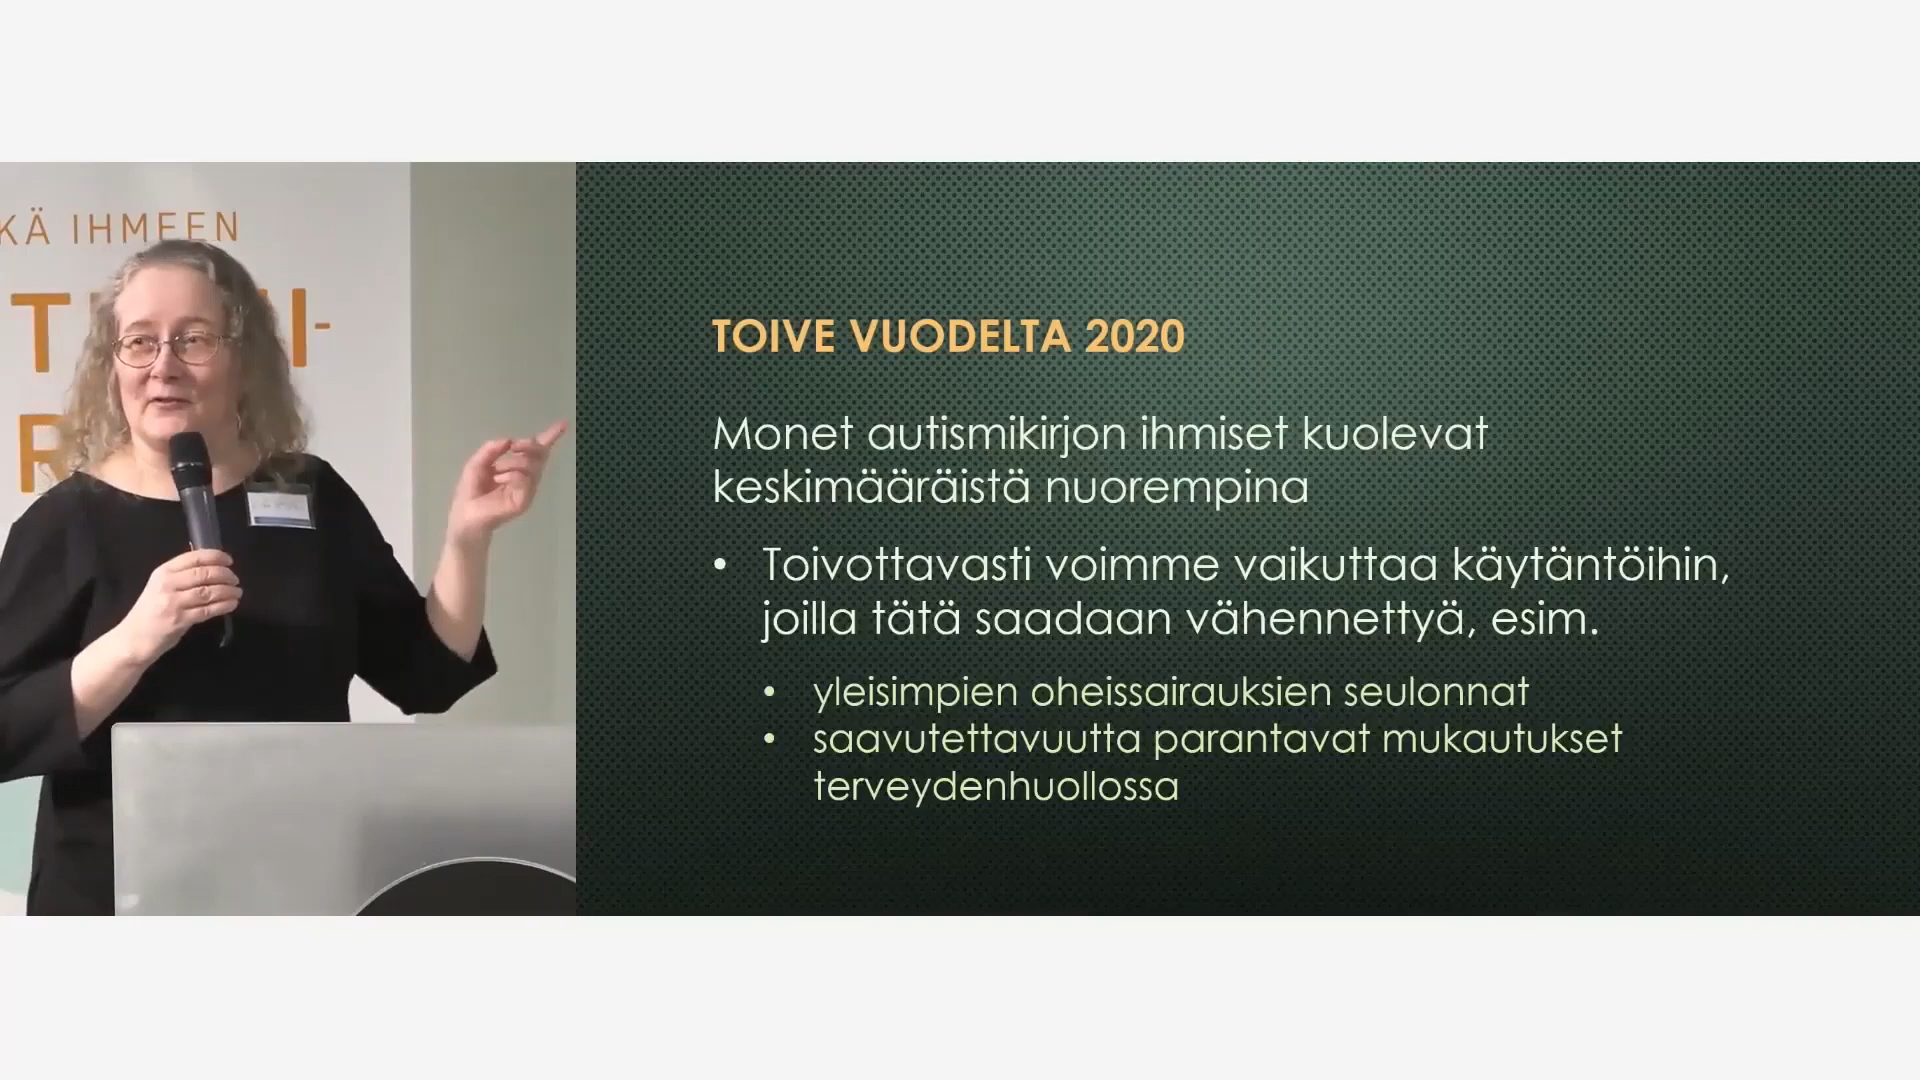 KÄ IHMEEN
TOIVE VUODELTA 2020
Monet autismikirjon ihmiset kuolevat
keskimääräistä nuorempina
• Toivottavasti voimme vaikuttaa käytäntöihin,
joilla tätä saadaan vähennettyä, esim.
• yleisimpien oheissairauksien seulonnat
• saavutettavuutta parantavat mukautukset
terveydenhuollossa